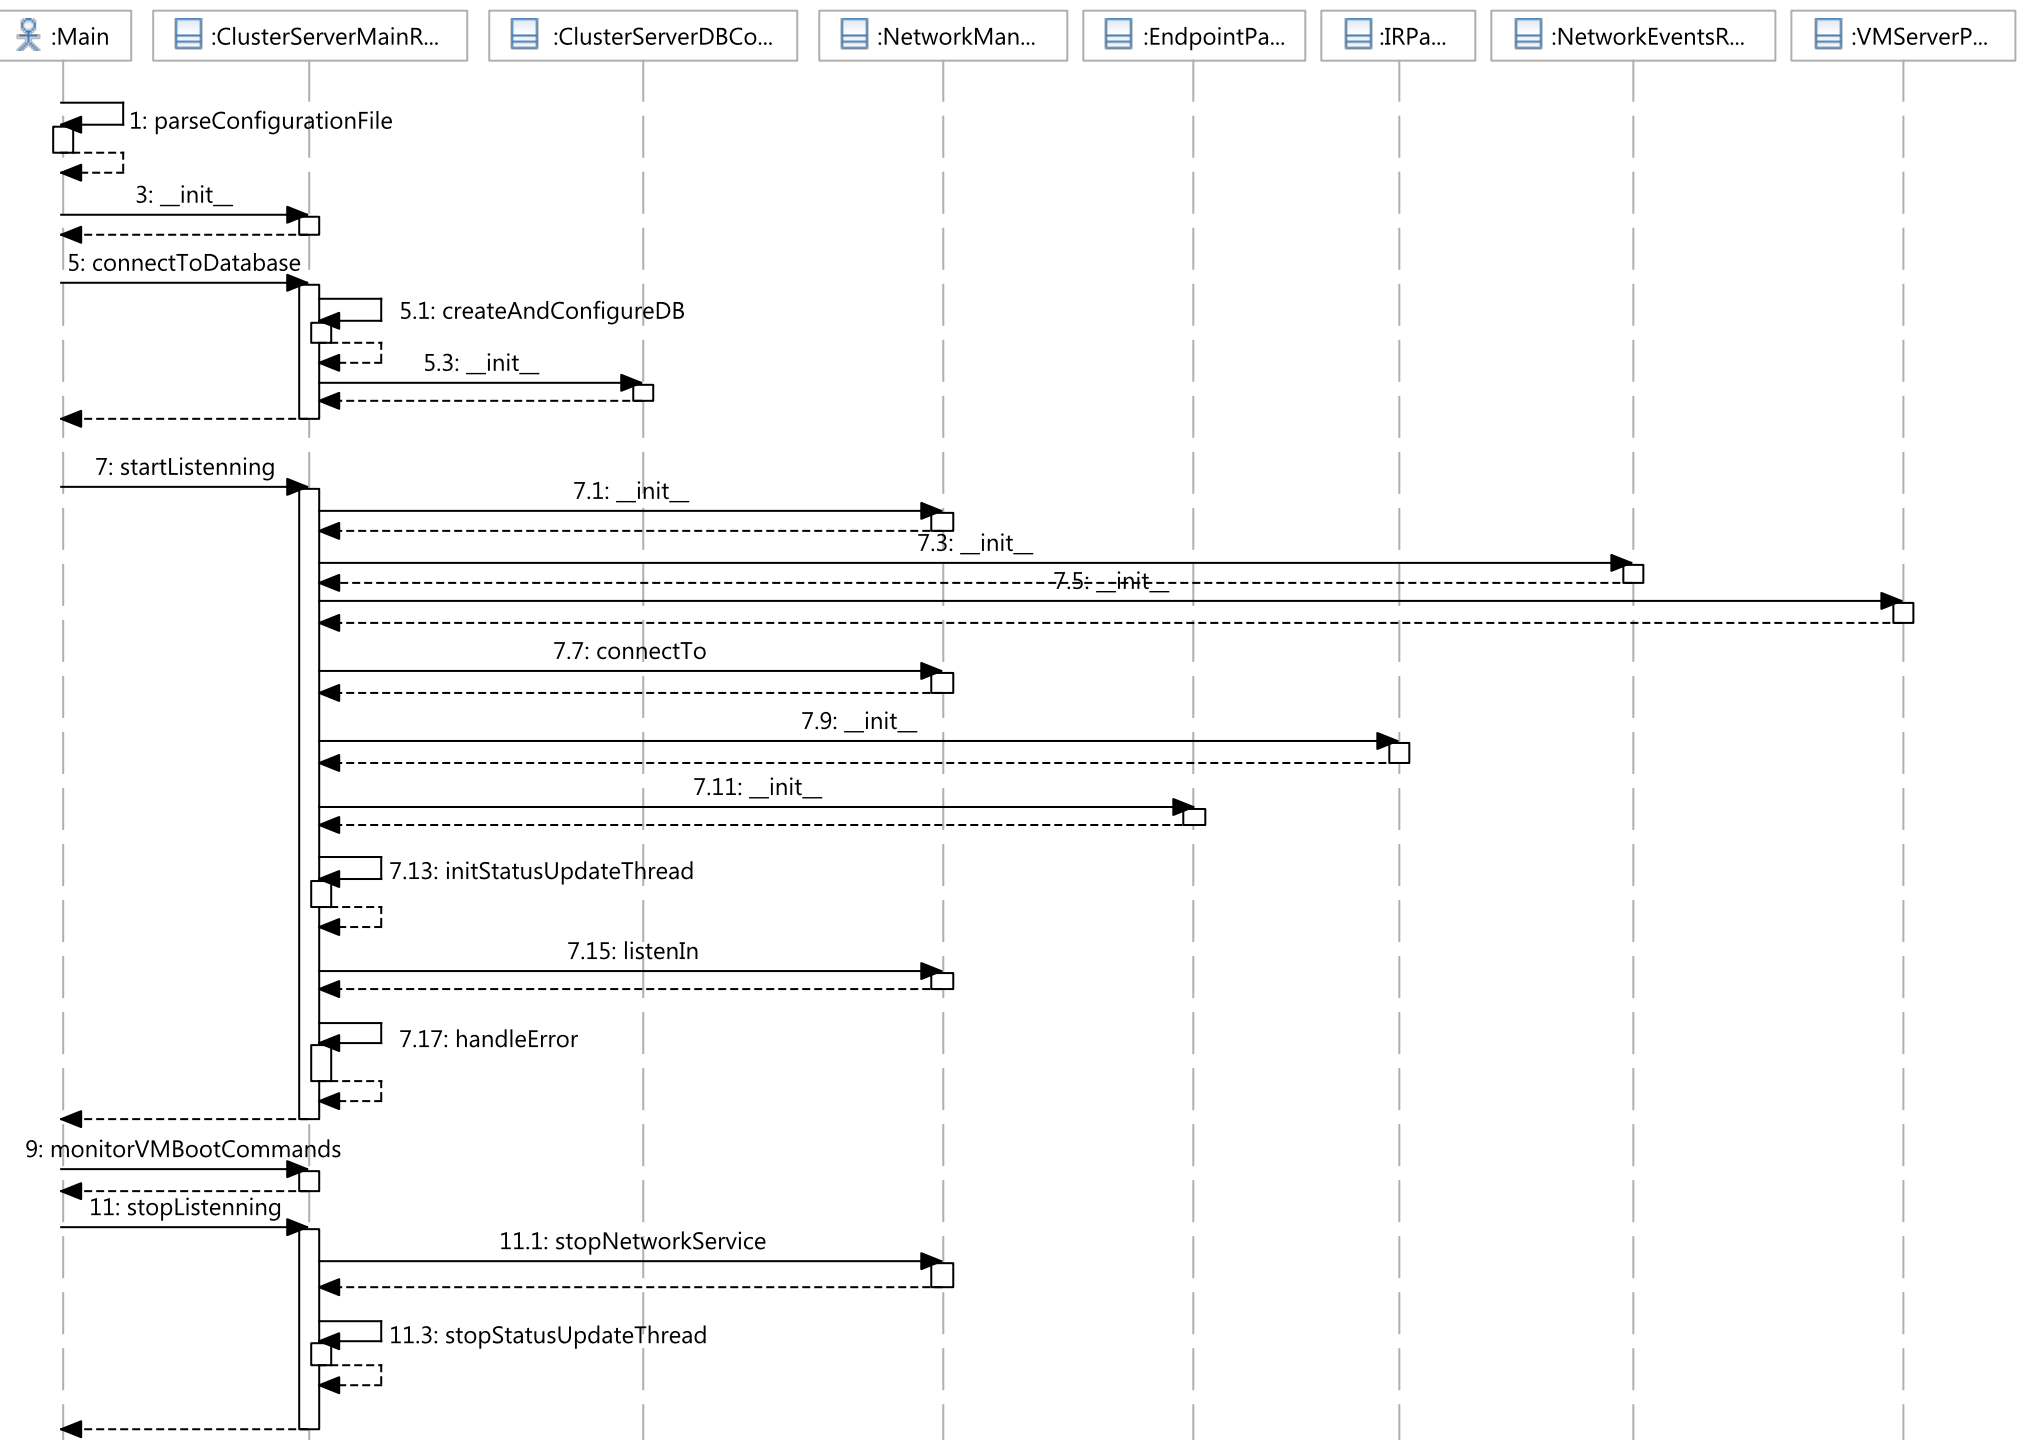 :Main
:ClusterServerMainR...
:ClusterServerDBCo...
:NetworkMan...
:EndpointPa...
:IRPa...
:NetworkEventsR...
:VMServerP...
1: parseConfigurationFile
3: __init__
5: connectToDatabase
5.1: createAndConfigureDB
5.3: __init__
7: startListenning
7.1: __init__
7.3: __init__
7.5: __init__
7.7: connectTo
7.9: __init__
7.11: __init__
7.13: initStatusUpdateThread
7.15: listenIn
7.17: handleError
9: monitorVMBootCommands
11: stopListenning
11.1: stopNetworkService
11.3: stopStatusUpdateThread